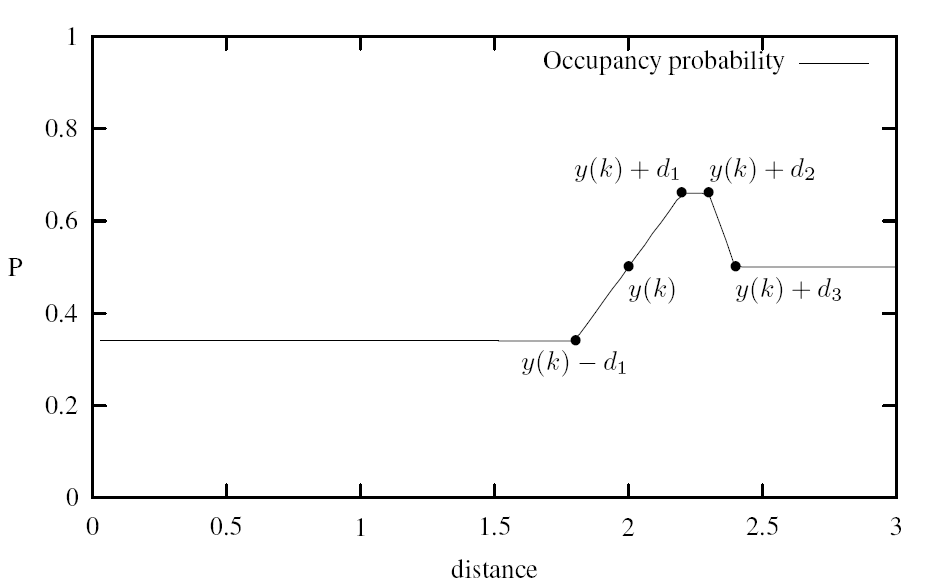 1
Occupancy probability
0.8
y(k) + d₁ y(k) + d₂
0.6
P
y(k) y(k) + d₃
0.4
y(k) − d₁
0.2
0
0 0.5 1 1.5 2 2.5 3
distance